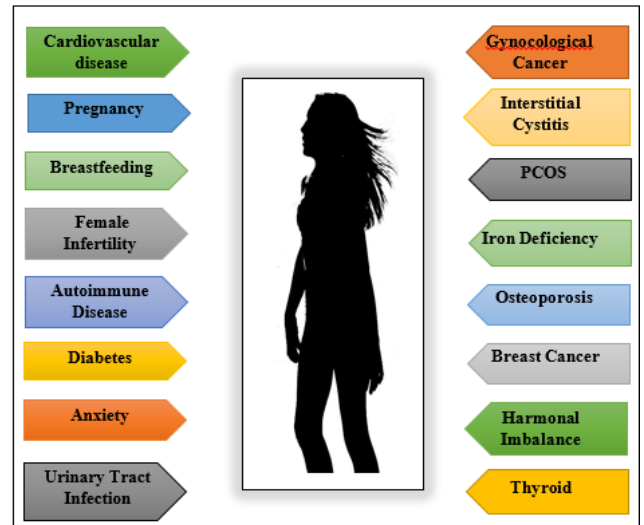 Cardiovascular
disease
Pregnancy
Breastfeeding
Female
Infertility
Autoimmune
Disease
Diabetes
Anxiety
Urinary Tract
Infection
Gynocological
Cancer
Interstitial
Cystitis
PCOS
Iron Deficiency
Osteoporosis
Breast Cancer
Harmonal
Imbalance
Thyroid